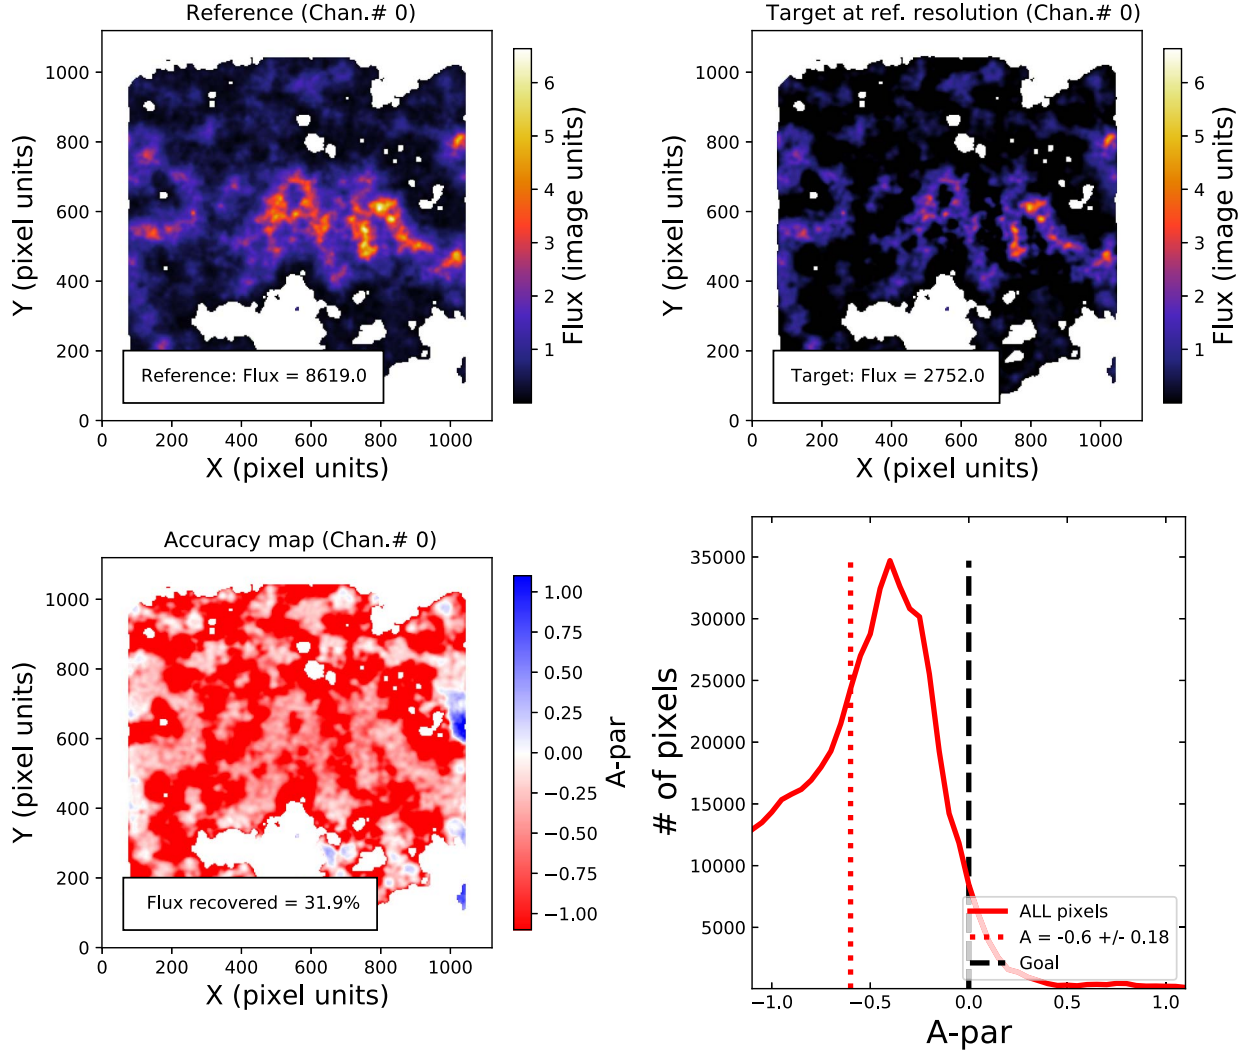 Reference (Chan.# 0)
Y (pixel units)
1000
800
600
400
200
0
0 200 400 600 800 1000
X (pixel units)
Reference: Flux = 8619.0
6
5
4
3
2
1
Flux (image units)
Target at ref. resolution (Chan.# 0)
Y (pixel units)
1000
800
600
400
200
0
0 200 400 600 800 1000
X (pixel units)
Target: Flux = 2752.0
6
5
4
3
2
1
Flux (image units)
Accuracy map (Chan.# 0)
Y (pixel units)
1000
800
600
400
200
0
0 200 400 600 800 1000
X (pixel units)
Flux recovered = 31.9%
1.00
0.75
0.50
0.25
0.00
−0.25
−0.50
−0.75
−1.00
A-par
# of pixels
35000
30000
25000
20000
15000
10000
5000
−1.0 −0.5 0.0 0.5 1.0
A-par
ALL pixels
A = -0.6 +/- 0.18
Goal